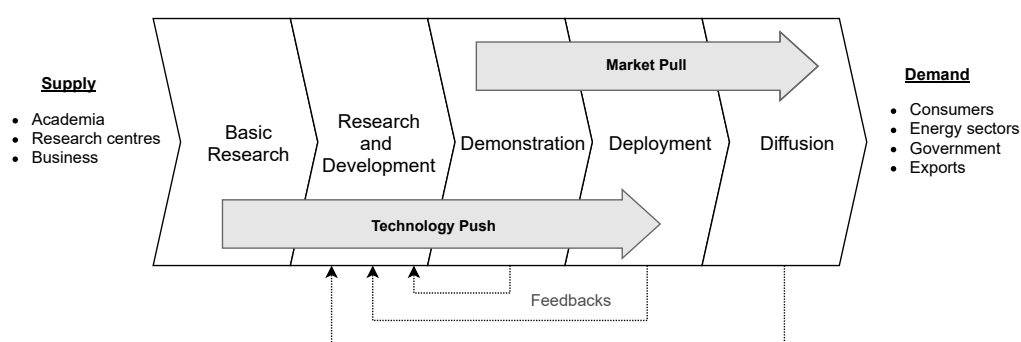 Supply
Academia
Research centres
Business
Basic
Research
Research
and
Development
Demonstration
Deployment
Diffusion
Market Pull
Technology Push
Feedbacks
Demand
Consumers
Energy sectors
Government
Exports